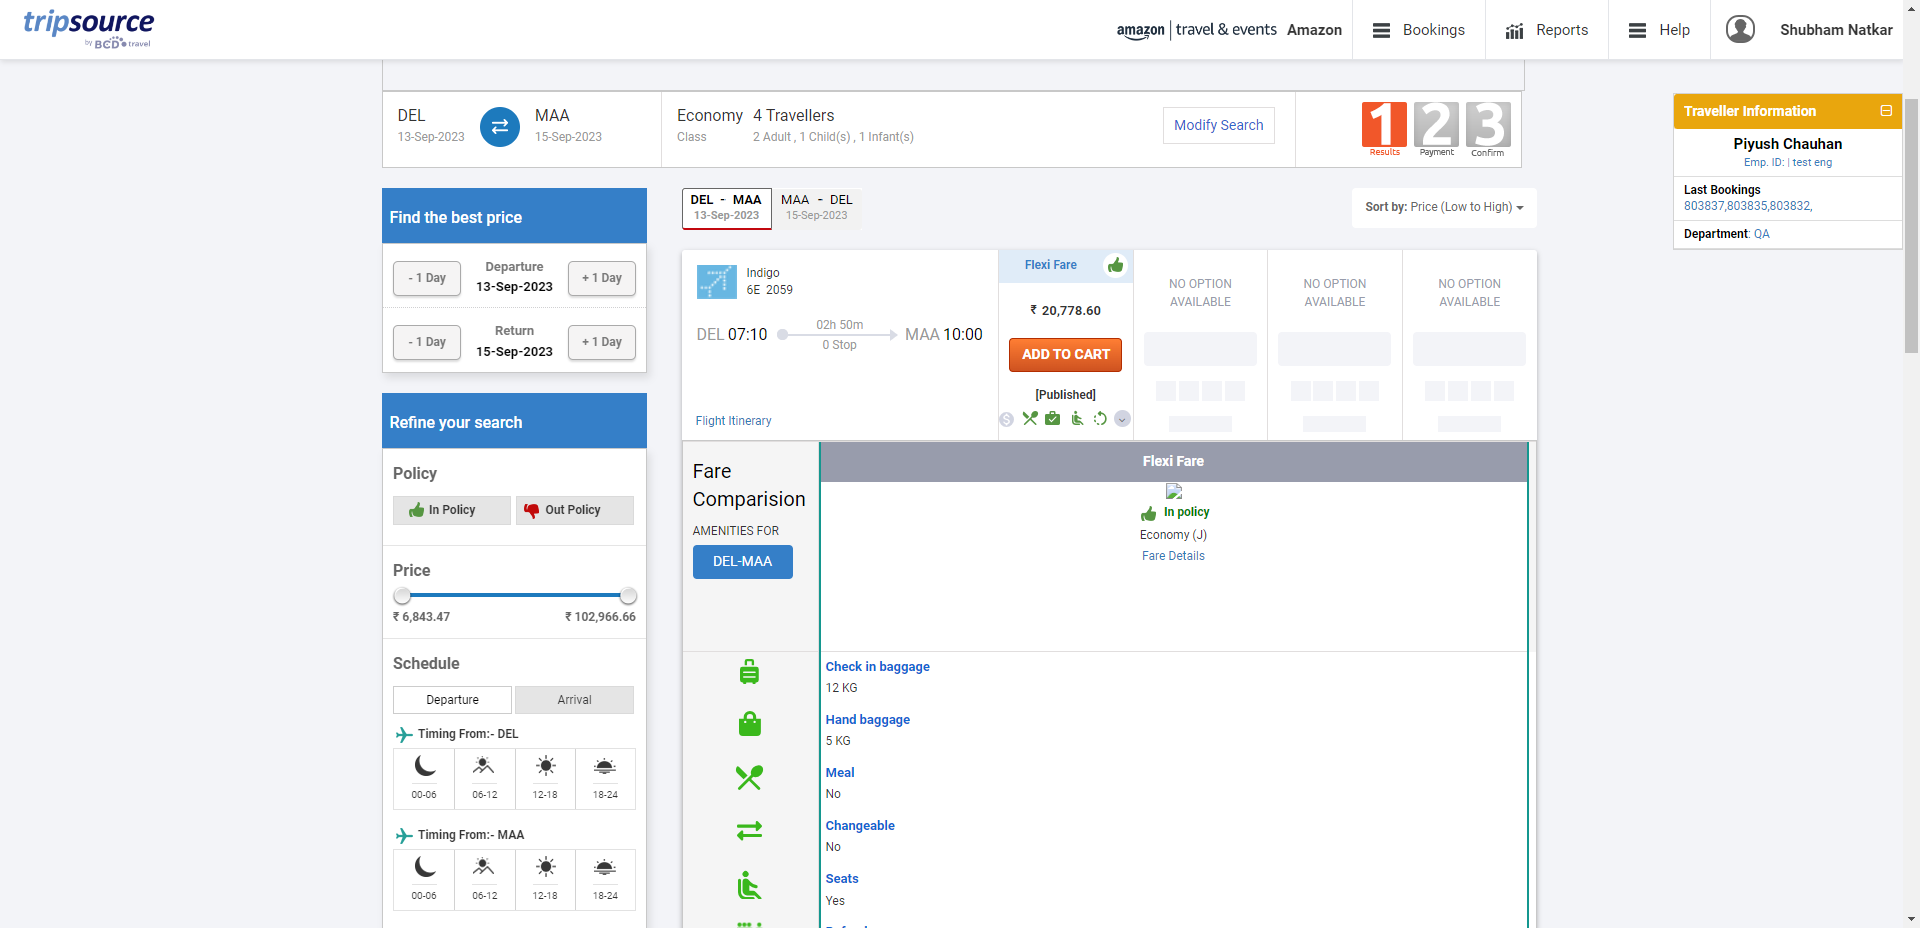 tripsource
by BCD travel
amazon | travel & events Amazon
Bookings
Reports
Help
Shubham Natkar
DEL
13-Sep-2023
MAA
15-Sep-2023
Economy
Class
4 Travellers
2 Adult , 1 Child(s) , 1 Infant(s)
Modify Search
1
Results
2
Payment
3
Confirm
Traveller Information
Piyush Chauhan
Emp. ID: | test eng
Last Bookings
803837,803835,803832,
Department: QA
Find the best price
- 1 Day
Departure
13-Sep-2023
+ 1 Day
- 1 Day
Return
15-Sep-2023
+ 1 Day
Refine your search
Policy
In Policy
Out Policy
Price
₹ 6,843.47
₹ 102,966.66
Schedule
Departure
Arrival
Timing From:- DEL
00-06
06-12
12-18
18-24
Timing From:- MAA
00-06
06-12
12-18
18-24
DEL - MAA
13-Sep-2023
MAA - DEL
15-Sep-2023
Sort by: Price (Low to High)
Indigo
6E 2059
DEL 07:10
02h 50m
0 Stop
MAA 10:00
Flight Itinerary
Flexi Fare
₹ 20,778.60
ADD TO CART
[Published]
NO OPTION
AVAILABLE
NO OPTION
AVAILABLE
NO OPTION
AVAILABLE
Fare
Comparision
AMENITIES FOR
DEL-MAA
Flexi Fare
In policy
Economy (J)
Fare Details
Check in baggage
12 KG
Hand baggage
5 KG
Meal
No
Changeable
No
Seats
Yes